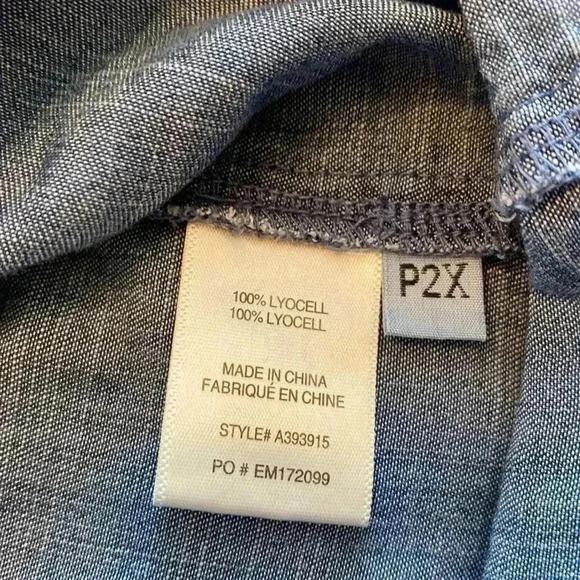 100% LYOCELL
100% LYOCELL
MADE IN CHINA
FABRIQUÉ EN CHINE
STYLE# A393915
PO # EM172099
P2X